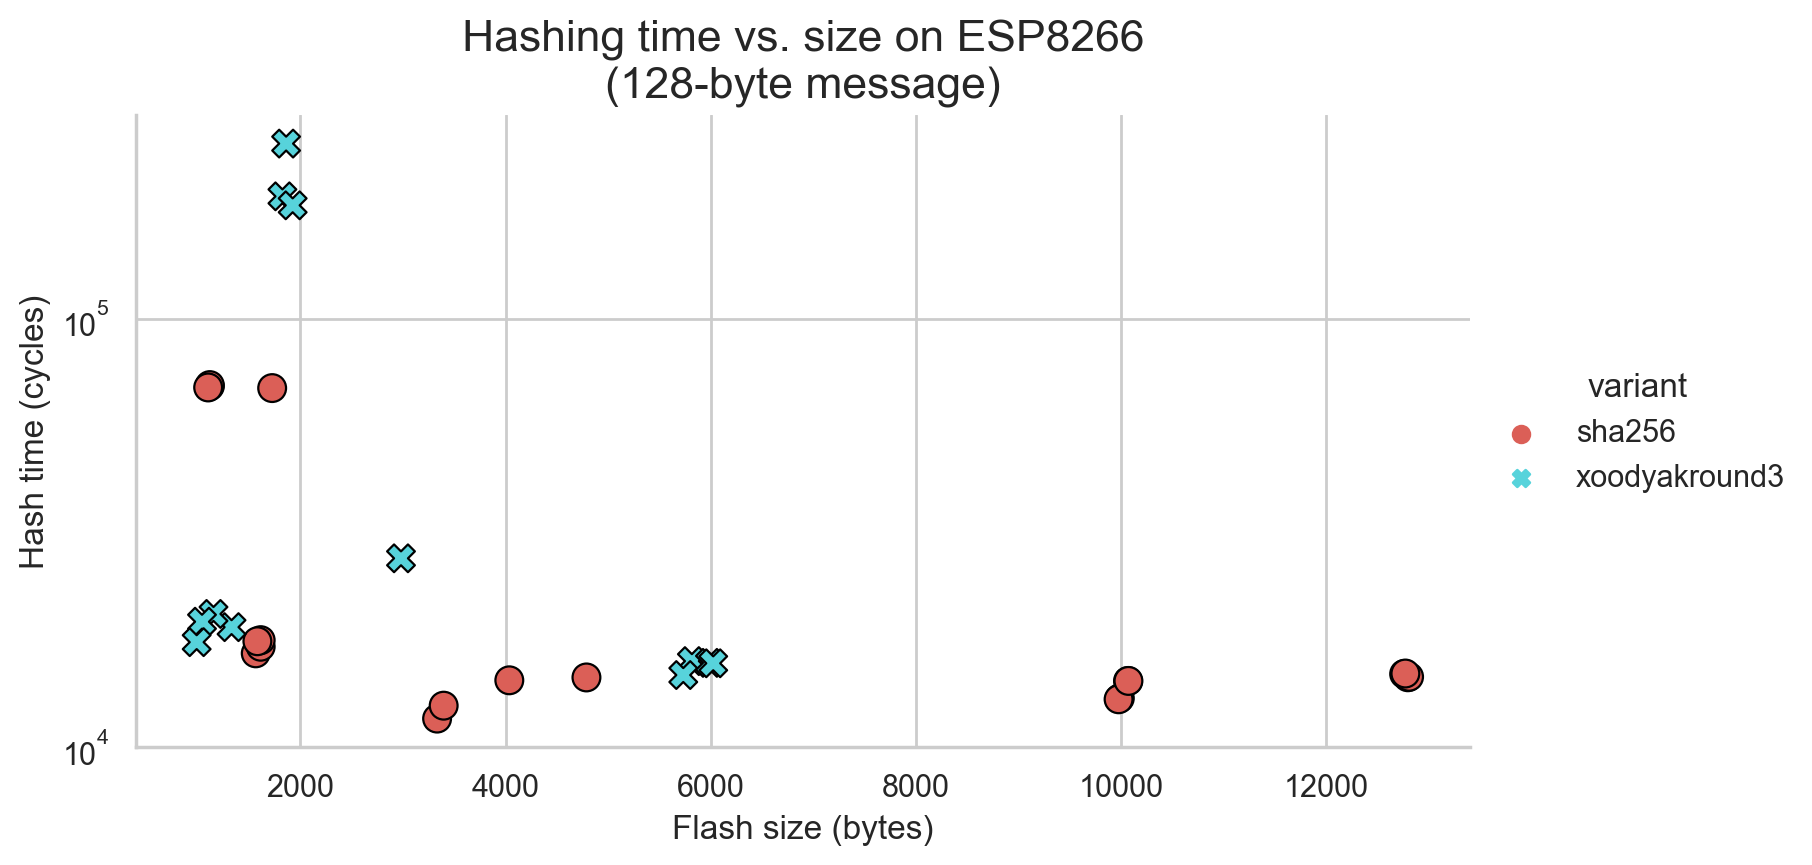 Hashing time vs. size on ESP8266
(128-byte message)
Hash time (cycles)
10^5
10^4
2000
4000
6000
8000
10000
12000
Flash size (bytes)
variant
sha256
xoodyakround3